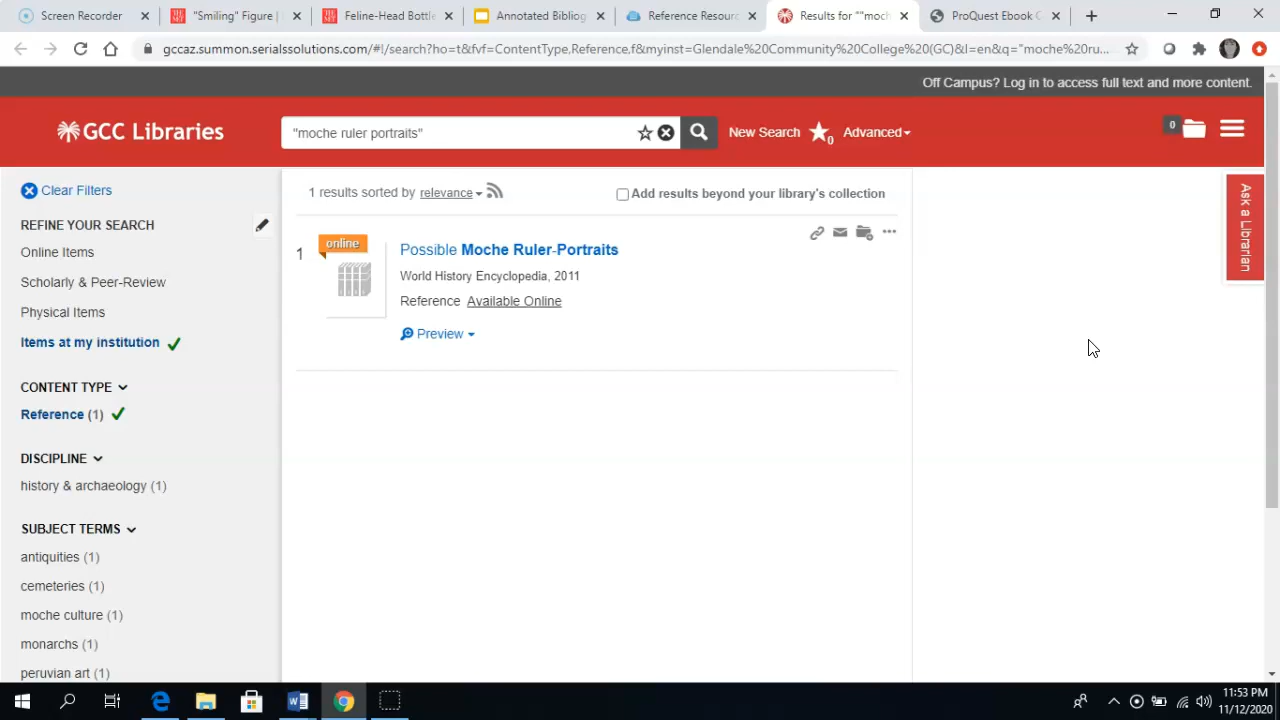 Screen Recorder
"Smiling" Figure |
Feline-Head Bottle
Annotated Bibliog
Reference Resour
Results for ""moch
ProQuest Ebook Ce
gccaz.summon.serialssolutions.com/#!/search?ho=t&fvf=ContentType,Reference,f&myinst=Glendale%20Community%20College%20(GC)&l=en&q="moche%20ru...
Off Campus? Log in to access full text and more content.
GCC Libraries
"moche ruler portraits"
New Search
0
Advanced
0
Clear Filters
1 results sorted by relevance
Add results beyond your library's collection
REFINE YOUR SEARCH
Online Items
Scholarly & Peer-Review
Physical Items
Items at my institution
CONTENT TYPE
Reference (1)
DISCIPLINE
history & archaeology (1)
SUBJECT TERMS
antiquities (1)
cemeteries (1)
moche culture (1)
monarchs (1)
peruvian art (1)
1
online
Possible Moche Ruler-Portraits
World History Encyclopedia, 2011
Reference Available Online
Preview
Ask a Librarian
11:53 PM
11/12/2020